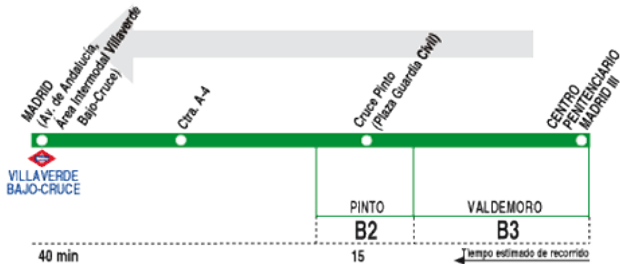 MADRID
(Av. de Andalucía,
Área Intermodal Villaverde
Bajo-Cruce)
Ctra. A-4
Cruce Pinto
(Plaza Guardia Civil)
CENTRO
PENITENCIARIO
MADRID III
VILLAVERDE
BAJO-CRUCE
PINTO
VALDEMORO
B2
B3
40 min
15
Tiempo estimado de recorrido